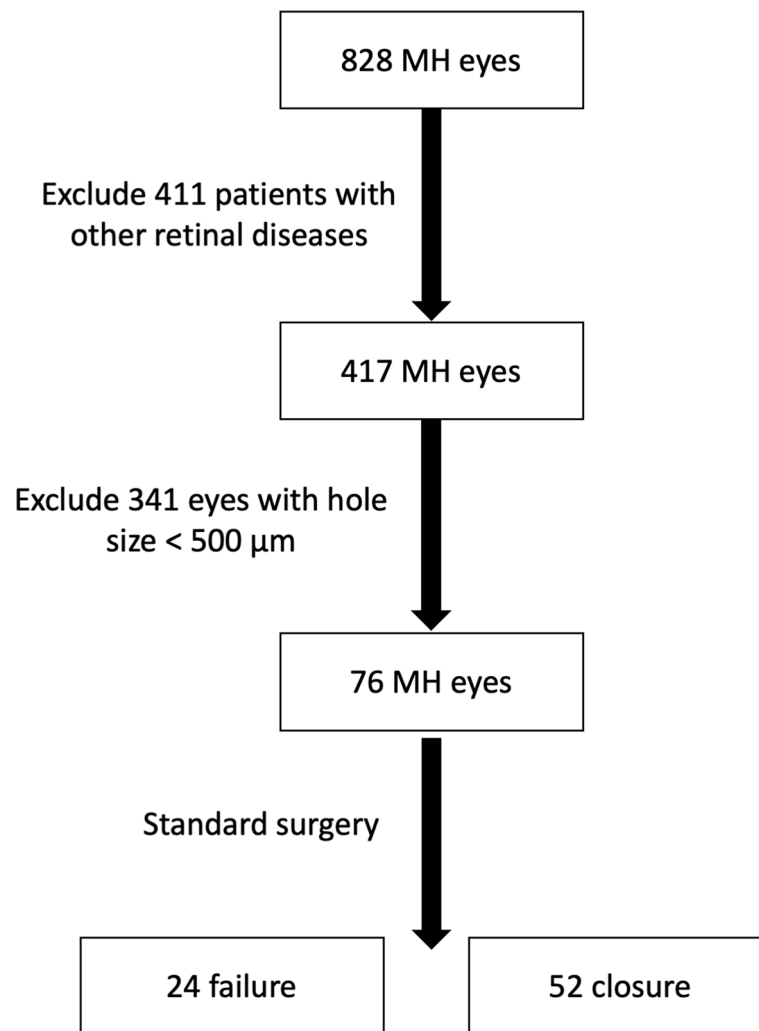 828 MH eyes
Exclude 411 patients with
other retinal diseases
417 MH eyes
Exclude 341 eyes with hole
size < 500 µm
76 MH eyes
Standard surgery
24 failure
52 closure